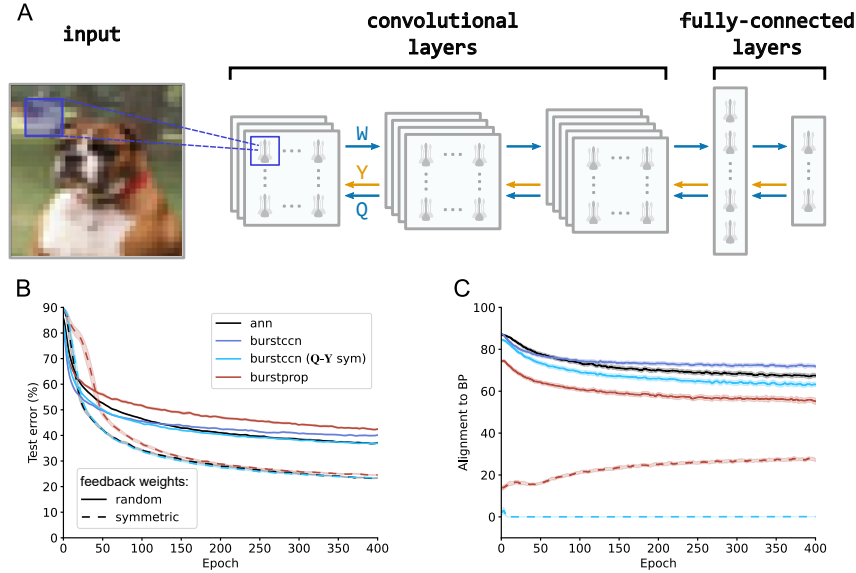 A
input
convolutional
layers
fully-connected
layers
W
Y
Q
B
90
80
70
60
50
40
30
20
10
0
Test error (%)
ann
burstccn
burstccn (Q-Y sym)
burstprop
feedback weights:
random
symmetric
0 50 100 150 200 250 300 350 400
Epoch
C
100
80
60
40
20
0
Alignment to BP
0 50 100 150 200 250 300 350 400
Epoch